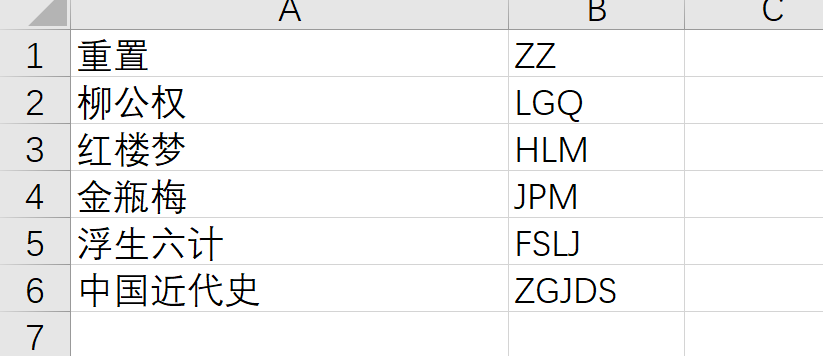 A B C
1 重置 ZZ
2 柳公权 LGQ
3 红楼梦 HLM
4 金瓶梅 JPM
5 浮生六计 FSLJ
6 中国近代史 ZGJDS
7